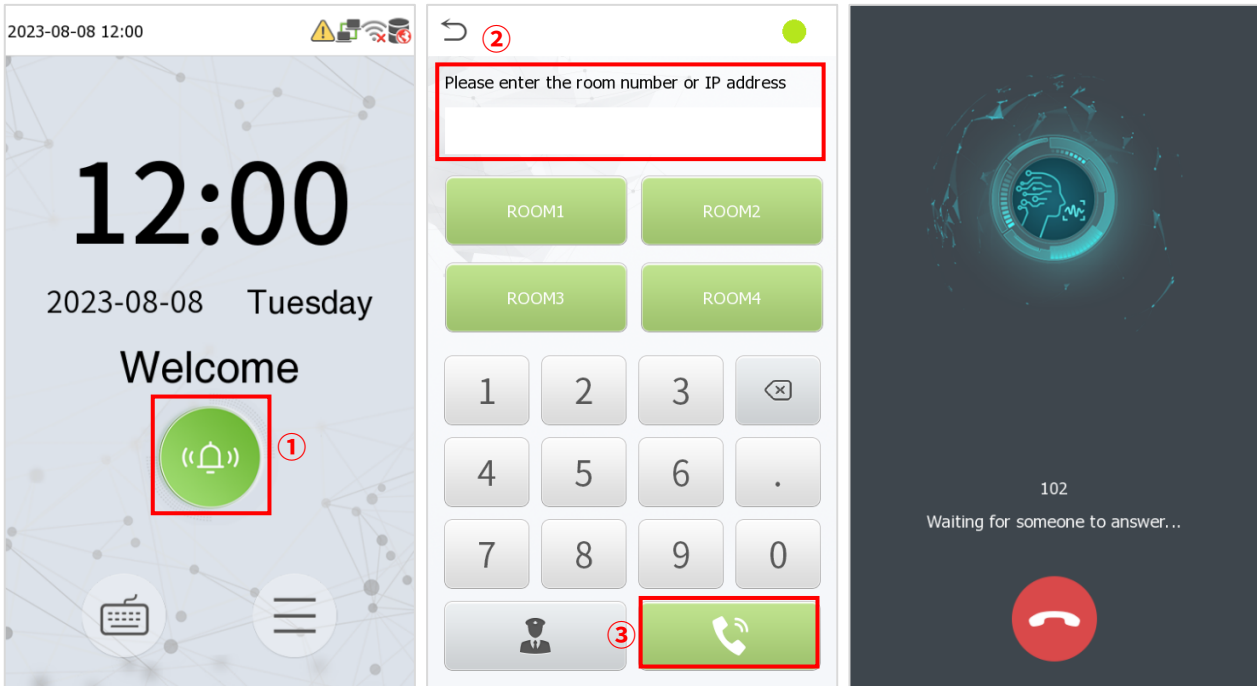 2023-08-08 12:00
12:00
2023-08-08 Tuesday
Welcome
①
②
Please enter the room number or IP address
ROOM1 ROOM2
ROOM3 ROOM4
1 2 3
4 5 6 .
7 8 9 0
③
102
Waiting for someone to answer...